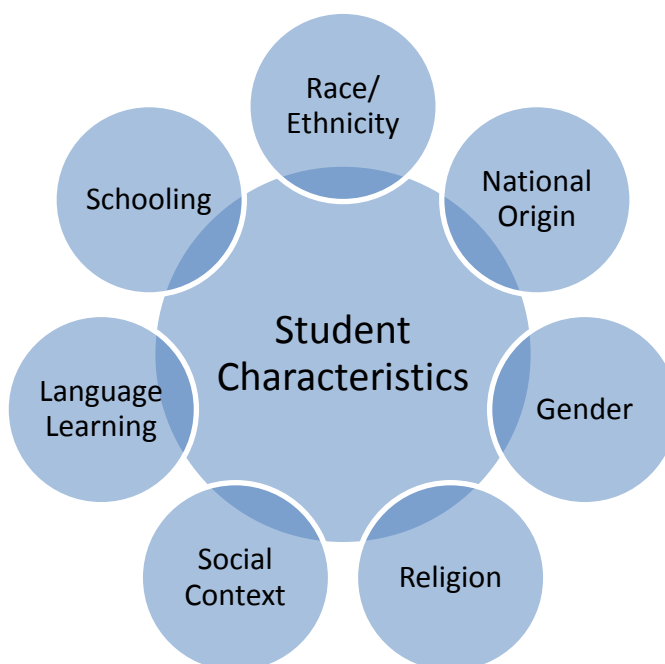 Race/
Ethnicity
National
Origin
Gender
Religion
Social
Context
Language
Learning
Schooling
Student
Characteristics